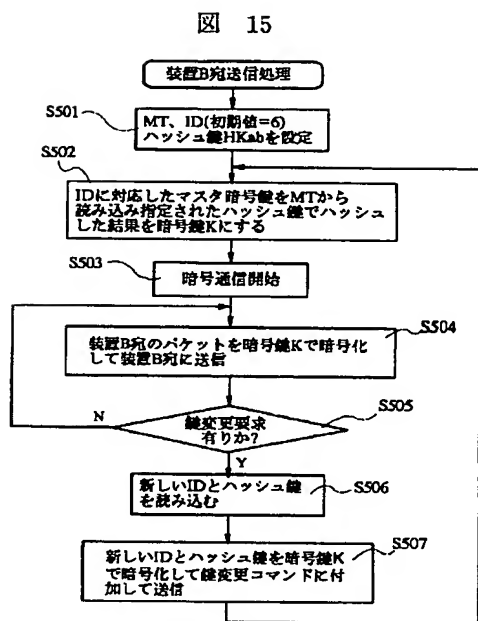 図 15
装置B宛送信処理
S501
MT、ID(初期値=6)
ハッシュ鍵HKabを設定
S502
IDに対応したマスタ暗号鍵をMTから
読み込み指定されたハッシュ鍵でハッシュ
した結果を暗号鍵Kにする
S503
暗号通信開始
S504
装置B宛のパケットを暗号鍵Kで暗号化
して装置B宛に送信
S505
N
鍵変更要求
有りか?
Y
新しいIDとハッシュ鍵
を読み込む
S506
S507
新しいIDとハッシュ鍵を暗号鍵K
で暗号化して鍵変更コマンドに付
加して送信